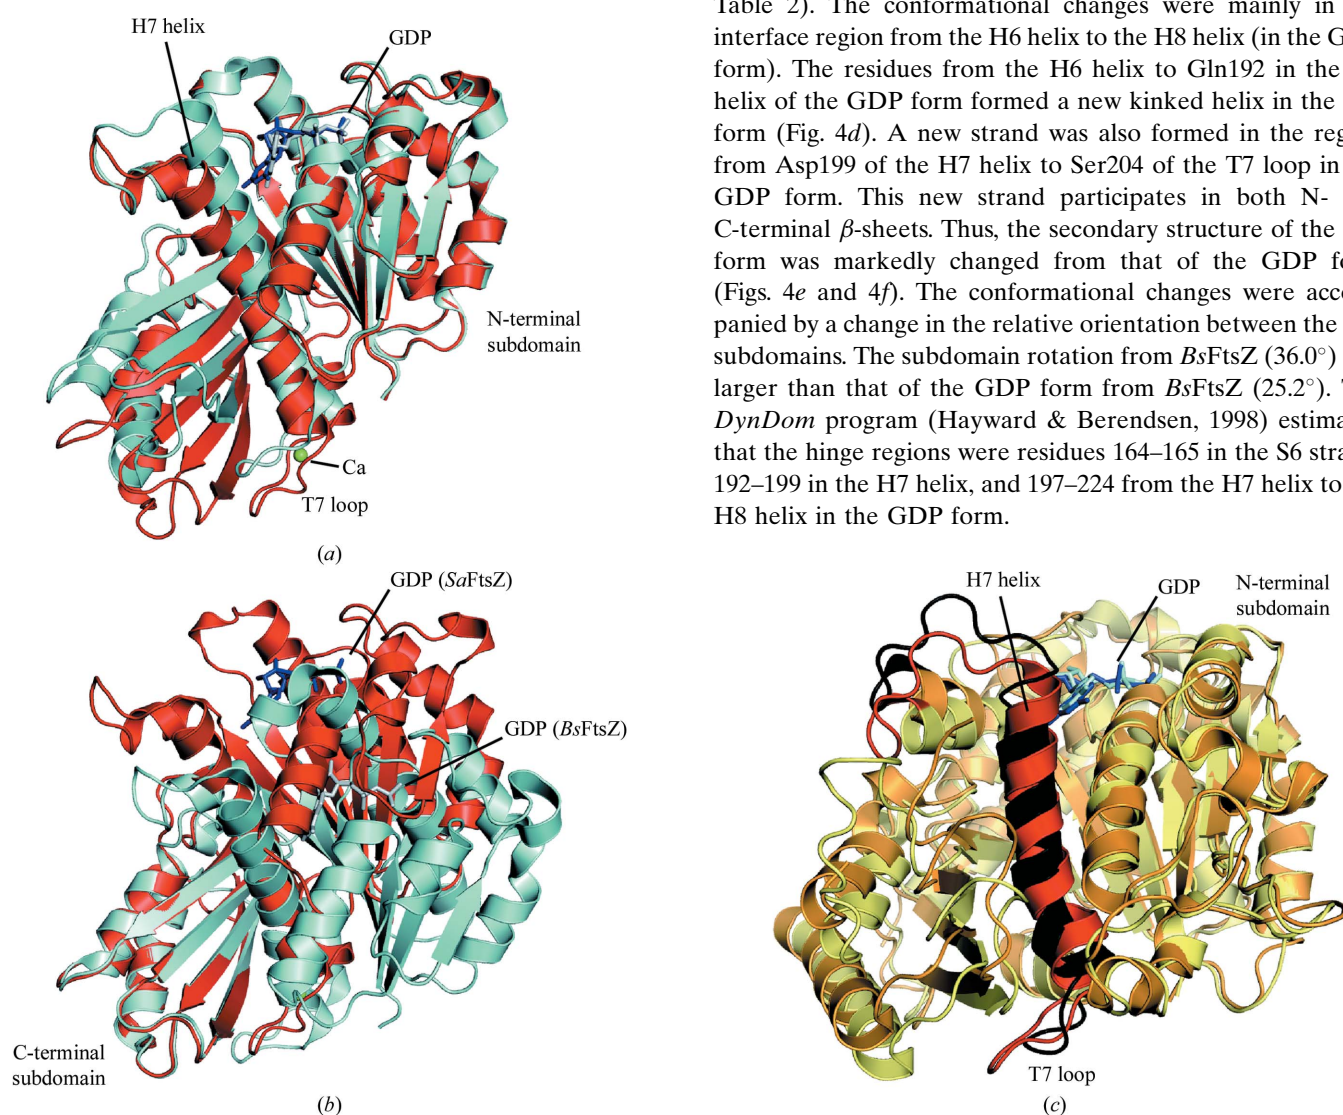 H7 helix
GDP
N-terminal
subdomain
Ca
T7 loop
(a)
GDP (SaFtsZ)
GDP (BsFtsZ)
C-terminal
subdomain
(b)
Table 2). The conformational changes were mainly in
interface region from the H6 helix to the H8 helix (in the G
form). The residues from the H6 helix to Gln192 in the
helix of the GDP form formed a new kinked helix in the
form (Fig. 4d). A new strand was also formed in the reg
from Asp199 of the H7 helix to Ser204 of the T7 loop in
GDP form. This new strand participates in both N-
C-terminal β-sheets. Thus, the secondary structure of the
form was markedly changed from that of the GDP fo
(Figs. 4e and 4f). The conformational changes were acco
panied by a change in the relative orientation between the
subdomains. The subdomain rotation from BsFtsZ (36.0°)
larger than that of the GDP form from BsFtsZ (25.2°). T
DynDom program (Hayward & Berendsen, 1998) estima
that the hinge regions were residues 164–165 in the S6 stra
192–199 in the H7 helix, and 197–224 from the H7 helix to
H8 helix in the GDP form.
H7 helix
GDP
N-terminal
subdomain
T7 loop
(c)